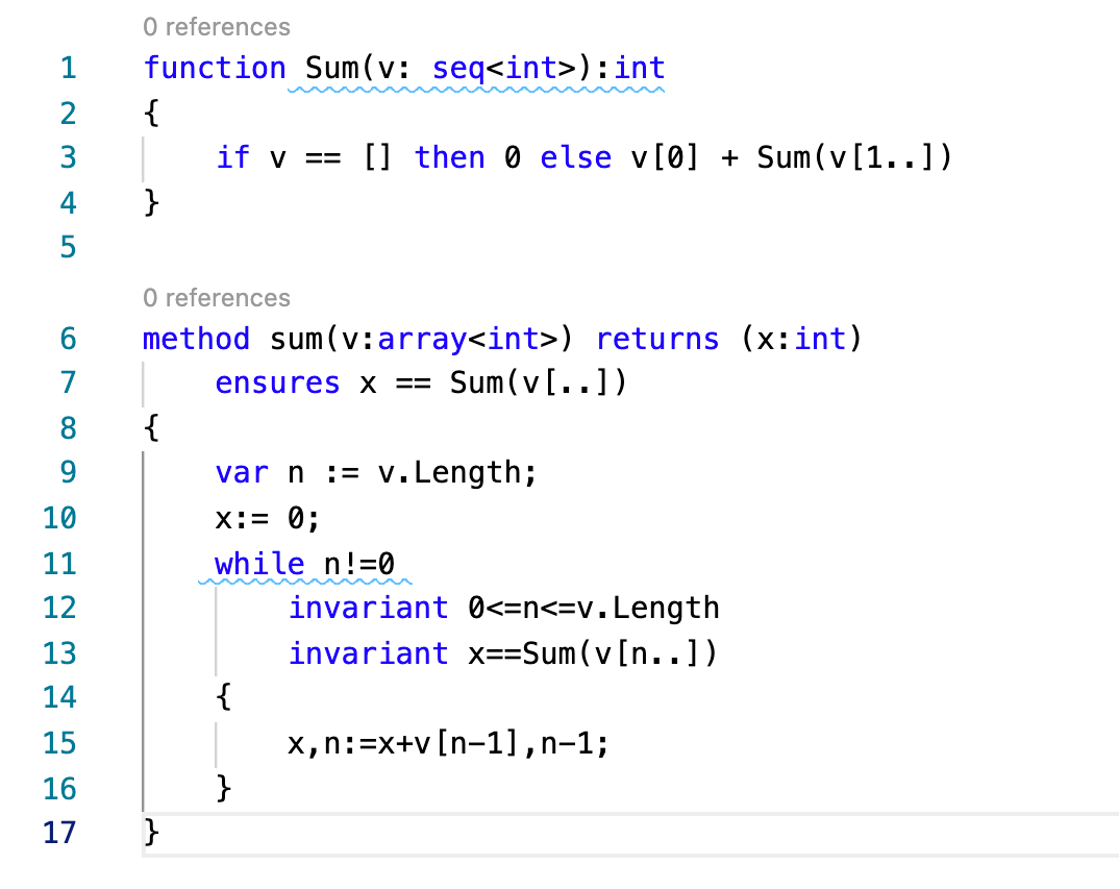 0 references
1 function Sum(v: seq<int>):int
2 {
3 if v == [] then 0 else v[0] + Sum(v[1..])
4 }
5
0 references
6 method sum(v:array<int>) returns (x:int)
7 ensures x == Sum(v[..])
8 {
9 var n := v.Length;
10 x:= 0;
11 while n!=0
12 invariant 0<=n<=v.Length
13 invariant x==Sum(v[n..])
14 {
15 x,n:=x+v[n-1],n-1;
16 }
17 }